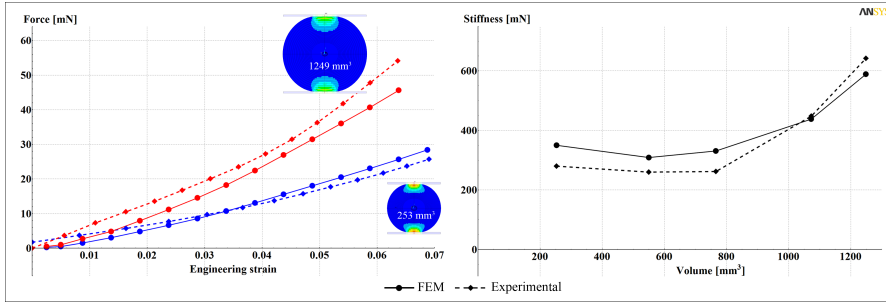 Force [mN]
60
50
40
30
20
10
0
0.01
0.02
0.03
0.04
0.05
0.06
0.07
Engineering strain
1249 mm³
253 mm³
Stiffness [mN]
ANSYS
600
400
200
0
0
200
400
600
800
1000
1200
Volume [mm³]
FEM
Experimental